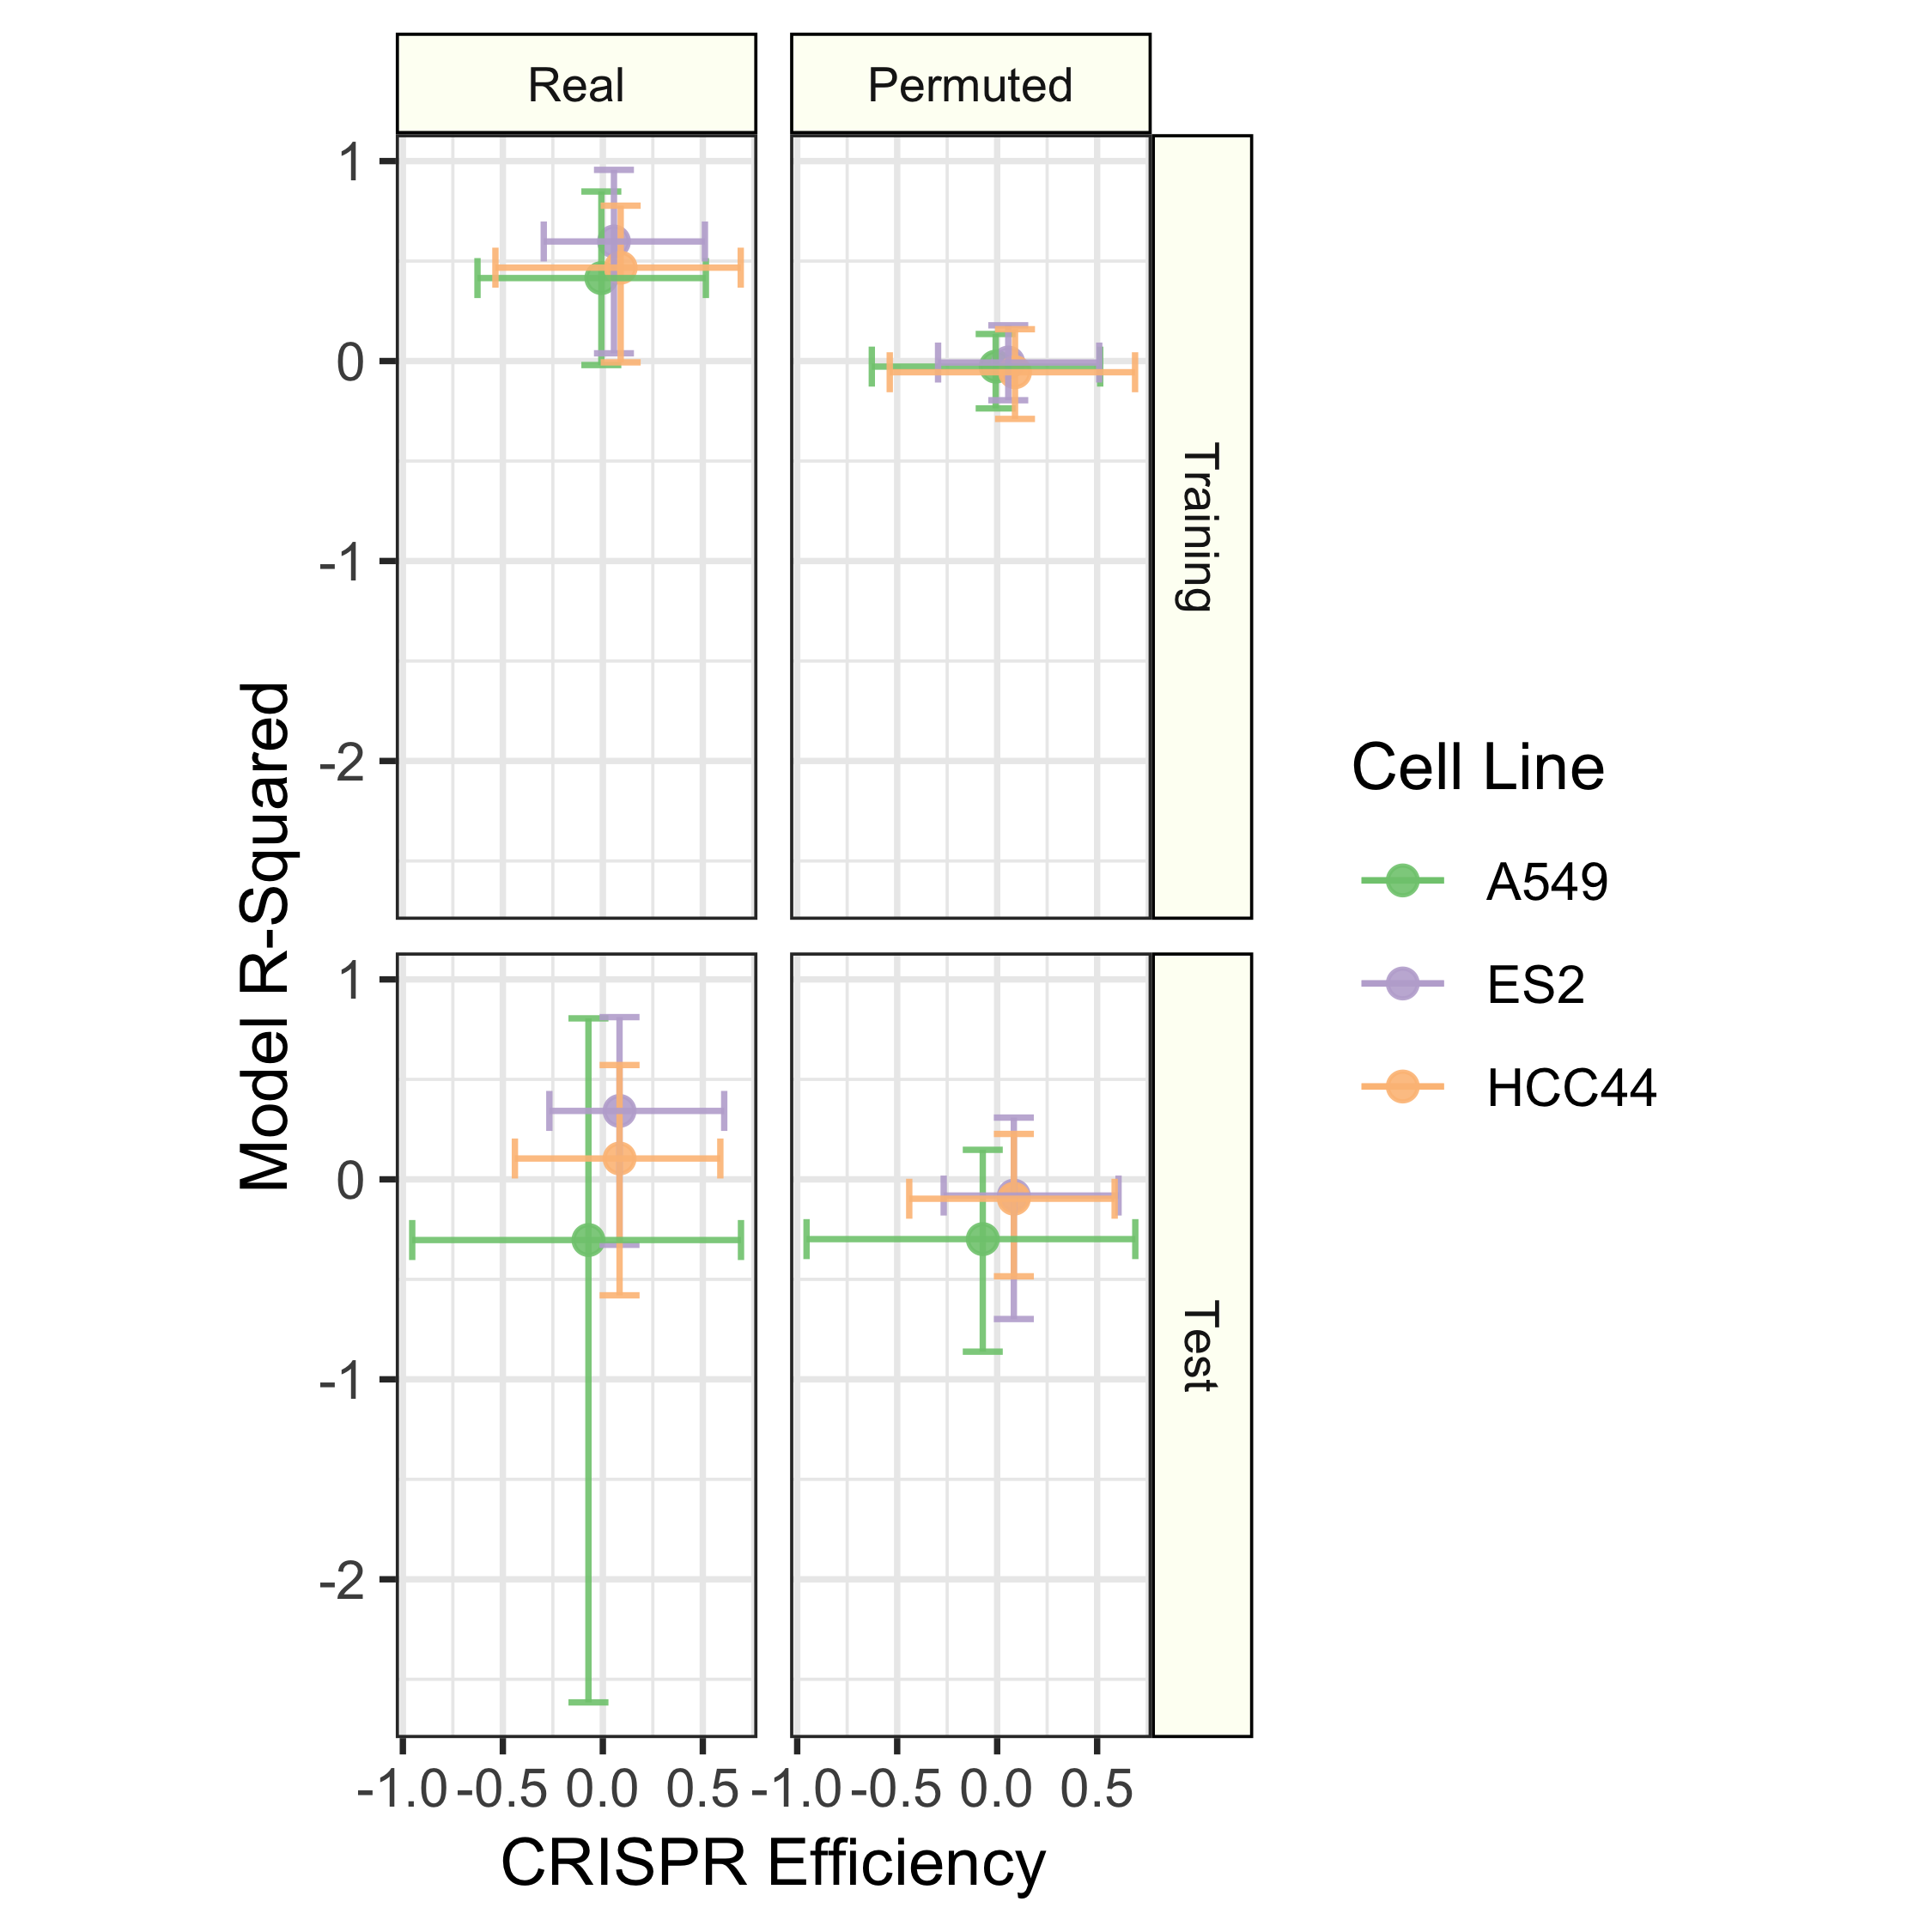 Real
Permuted
1
0
-1
-2
Training
Model R-Squared
1
0
-1
-2
Test
-1.0 -0.5 0.0 0.5 -1.0 -0.5 0.0 0.5
CRISPR Efficiency
Cell Line
A549
ES2
HCC44